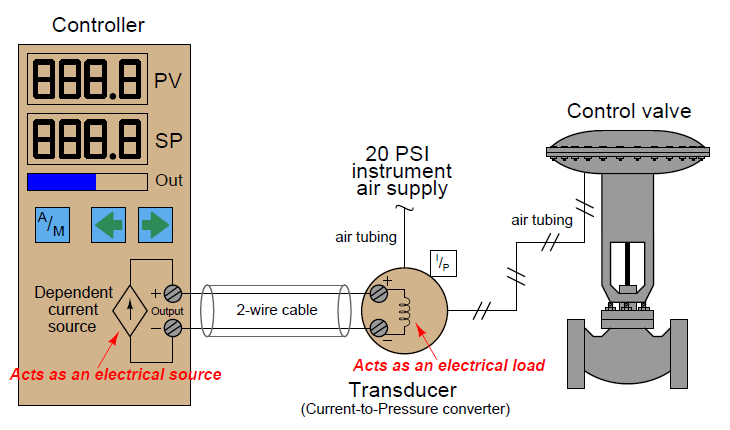 Controller
888.8 PV
888.8 SP
Out
A/M
Dependent
current
source
+
Output
−
Acts as an electrical source
2-wire cable
20 PSI
instrument
air supply
air tubing
I/P
+
−
Acts as an electrical load
Transducer
(Current-to-Pressure converter)
air tubing
Control valve